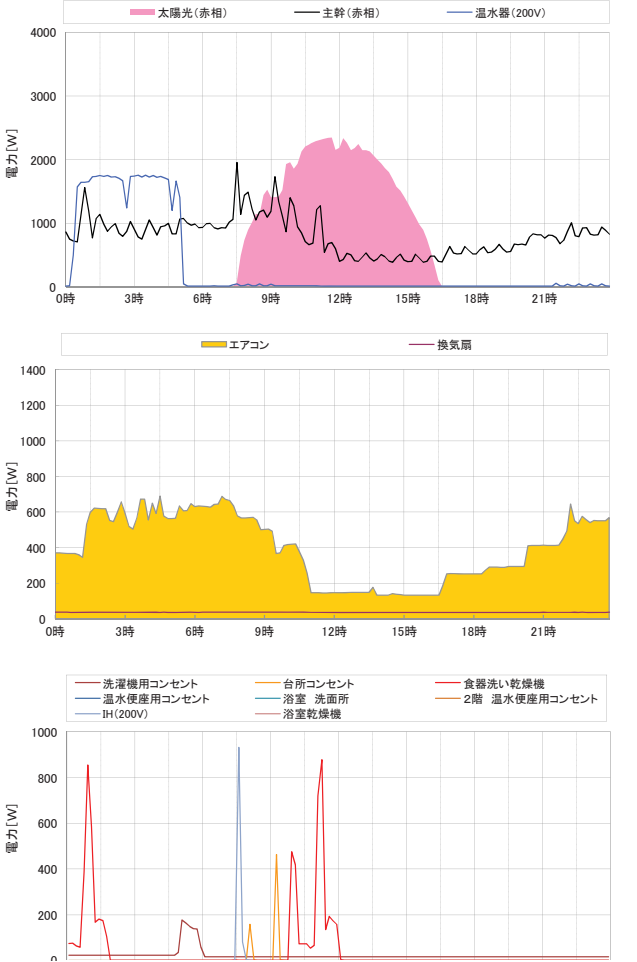 太陽光(赤相) 主幹(赤相) 温水器(200V)
4000
3000
2000
1000
0
電力[W]
0時 3時 6時 9時 12時 15時 18時 21時
エアコン 換気扇
1400
1200
1000
800
600
400
200
0
電力[W]
0時 3時 6時 9時 12時 15時 18時 21時
洗濯機用コンセント 台所コンセント 食器洗い乾燥機
温水便座用コンセント 浴室 洗面所 2階 温水便座用コンセント
IH(200V) 浴室乾燥機
1000
800
600
400
200
0
電力[W]